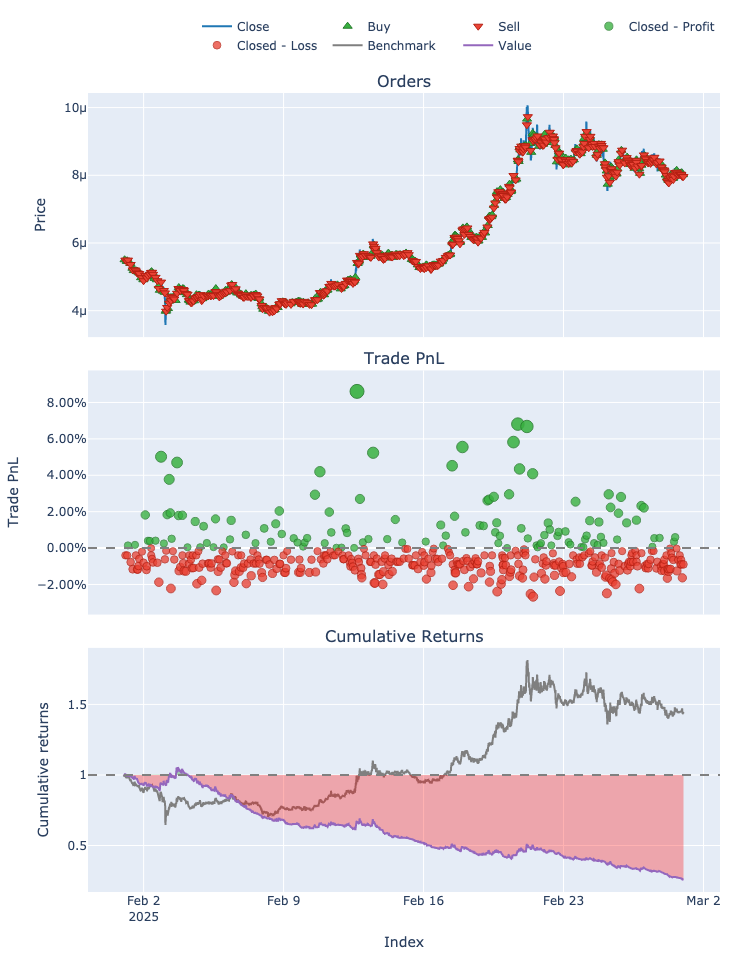 Close Buy Sell Closed - Profit
Closed - Loss Benchmark Value
Orders
10μ
8μ
6μ
4μ
Price
Trade PnL
8.00%
6.00%
4.00%
2.00%
0.00%
−2.00%
Trade PnL
Cumulative Returns
1.5
1
0.5
Cumulative returns
Feb 2 Feb 9 Feb 16 Feb 23 Mar 2
2025
Index